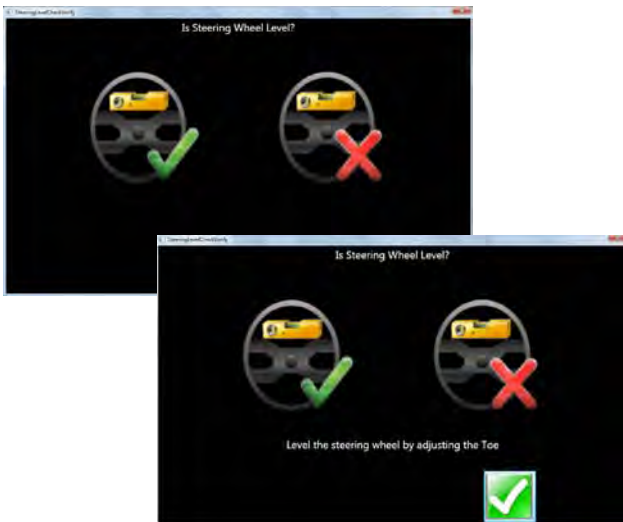 SteeringLevelCheckVerify
Is Steering Wheel Level?
SteeringLevelCheckVerify
Is Steering Wheel Level?
Level the steering wheel by adjusting the Toe